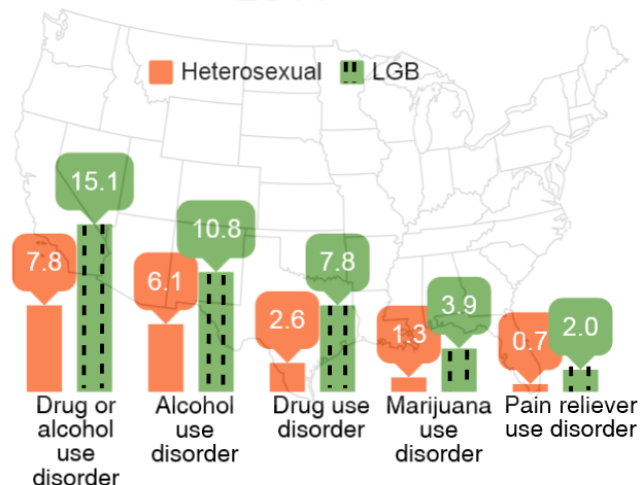 Heterosexual LGB
15.1
7.8
10.8
6.1
7.8
2.6
3.9
1.3
2.0
0.7
Drug or
alcohol
use
disorder
Alcohol
use
disorder
Drug use
disorder
Marijuana
use
disorder
Pain reliever
use disorder